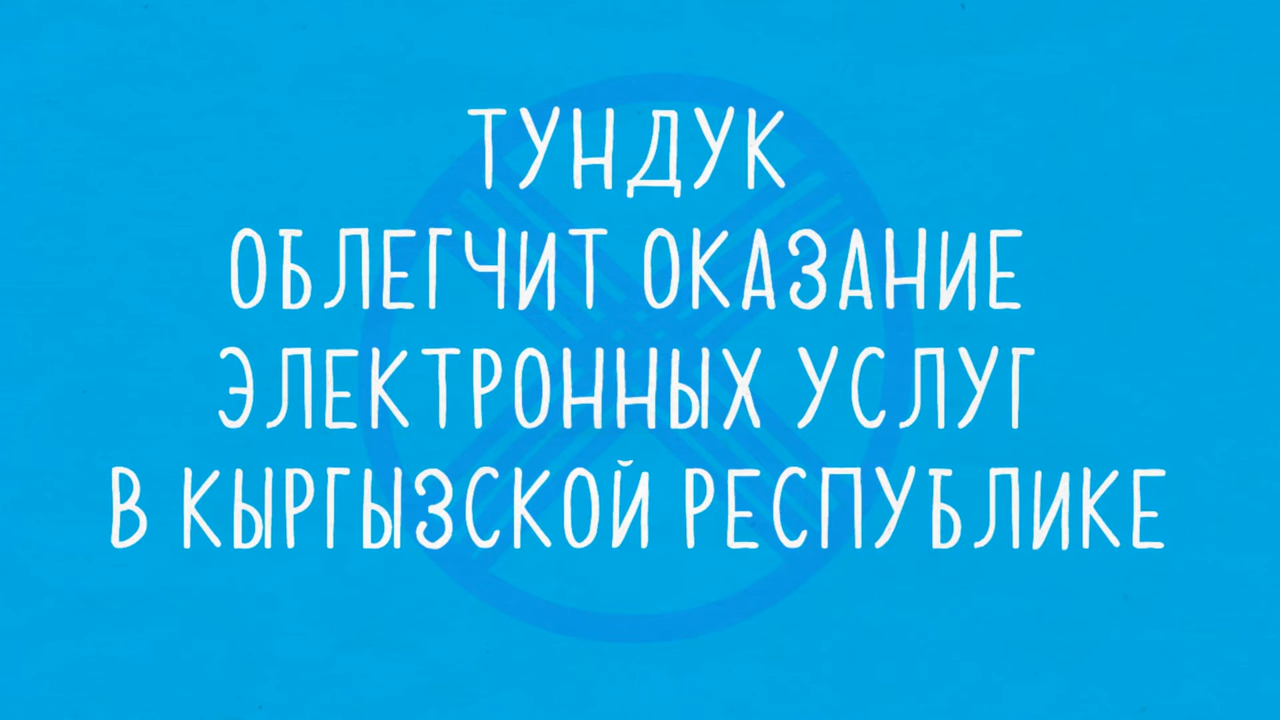 ТУНДУК
ОБЛЕГЧИТ ОКАЗАНИЕ
ЭЛЕКТРОННЫХ УСЛУГ
В КЫРГЫЗСКОЙ РЕСПУБЛИКЕ